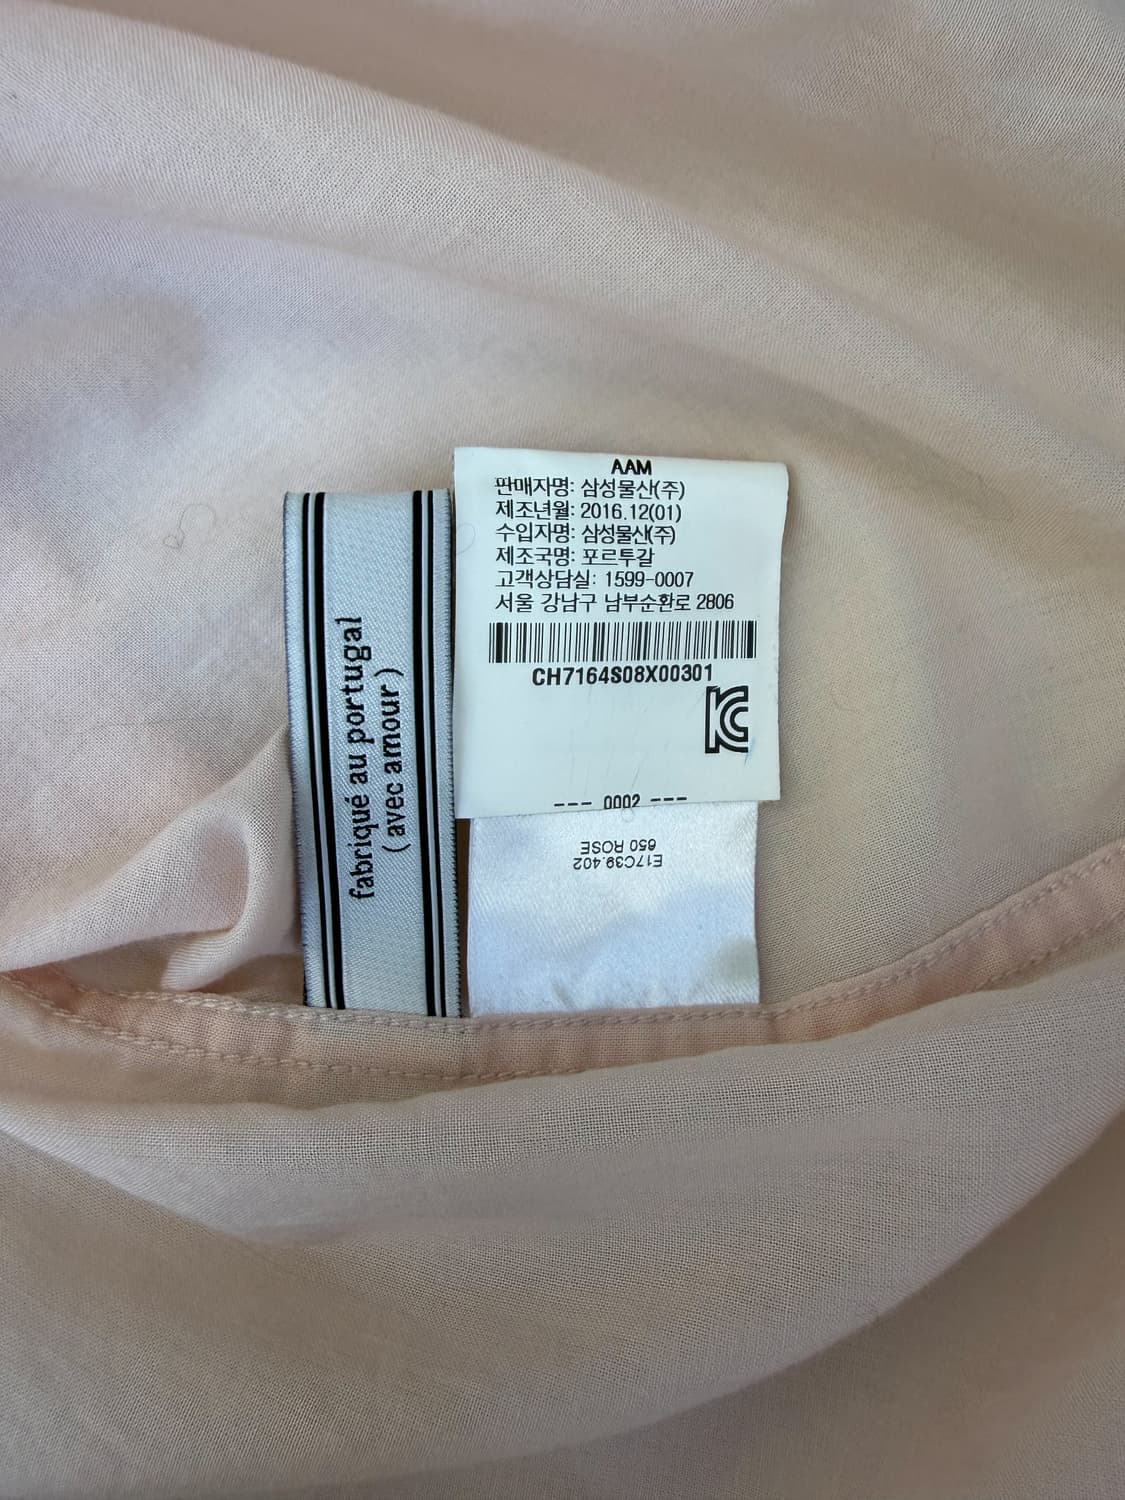 fabriqué au portugal
( avec amour )
AAM
판매자명: 삼성물산(주)
제조년월: 2016.12(01)
수입자명: 삼성물산(주)
제조국명: 포르투갈
고객상담실: 1599-0007
서울 강남구 남부순환로 2806
CH7164S08X00301
--- 0002 ---
E17C39.402
650 ROSE